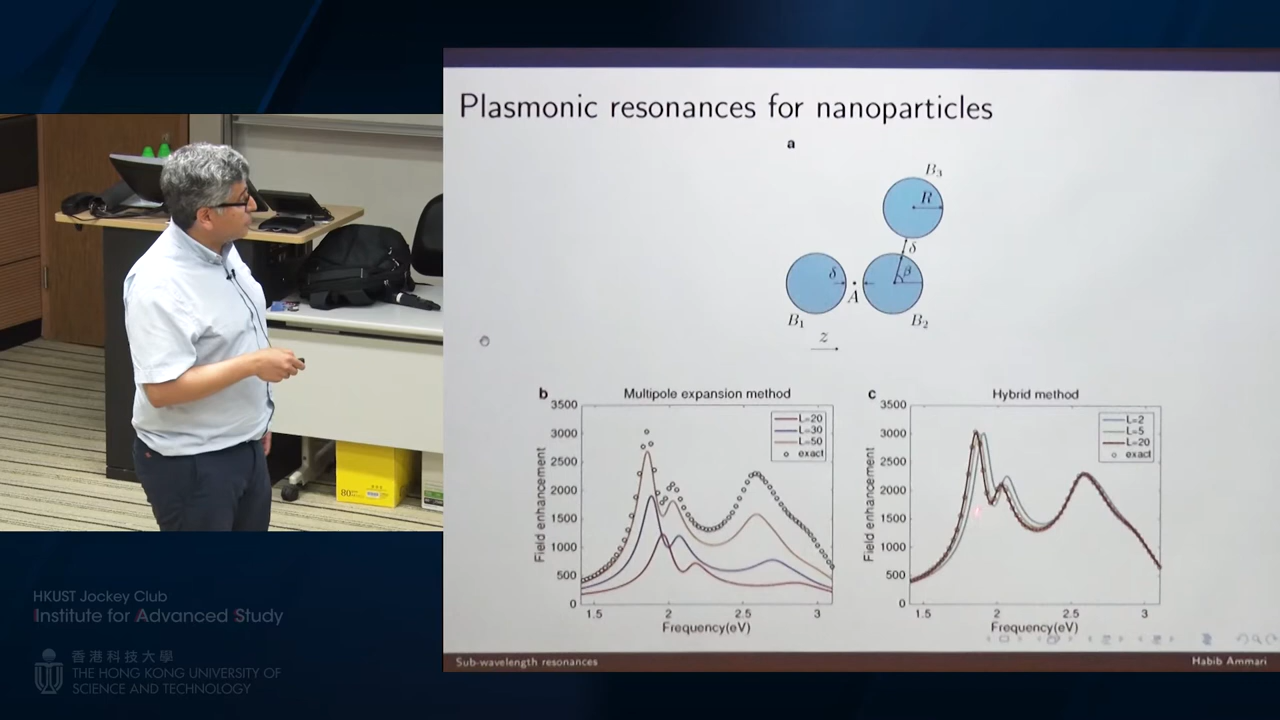 Plasmonic resonances for nanoparticles
a
B3
R
δ
β
δ
A
B1
B2
z
b
Multipole expansion method
3500
3000
2500
2000
1500
1000
500
0
1.5
2
2.5
3
Field enhancement
Frequency(eV)
L=20
L=30
L=50
exact
c
Hybrid method
3500
3000
2500
2000
1500
1000
500
0
1.5
2
2.5
3
Field enhancement
Frequency(eV)
L=2
L=5
L=20
exact
Sub-wavelength resonances
Habib Ammari
80
HKUST Jockey Club
Institute for Advanced Study
香港科技大學
THE HONG KONG UNIVERSITY OF
SCIENCE AND TECHNOLOGY